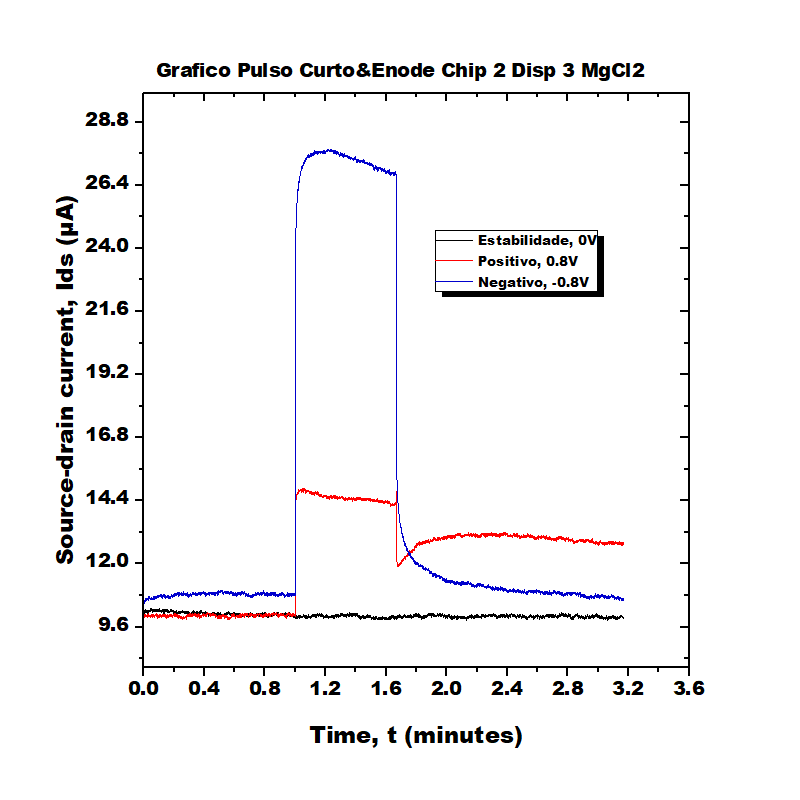 Grafico Pulso Curto&Enode Chip 2 Disp 3 MgCl2
28.8
26.4
24.0
21.6
19.2
16.8
14.4
12.0
9.6
Source-drain current, Ids (µA)
Estabilidade, 0V
Positivo, 0.8V
Negativo, -0.8V
0.0 0.4 0.8 1.2 1.6 2.0 2.4 2.8 3.2 3.6
Time, t (minutes)